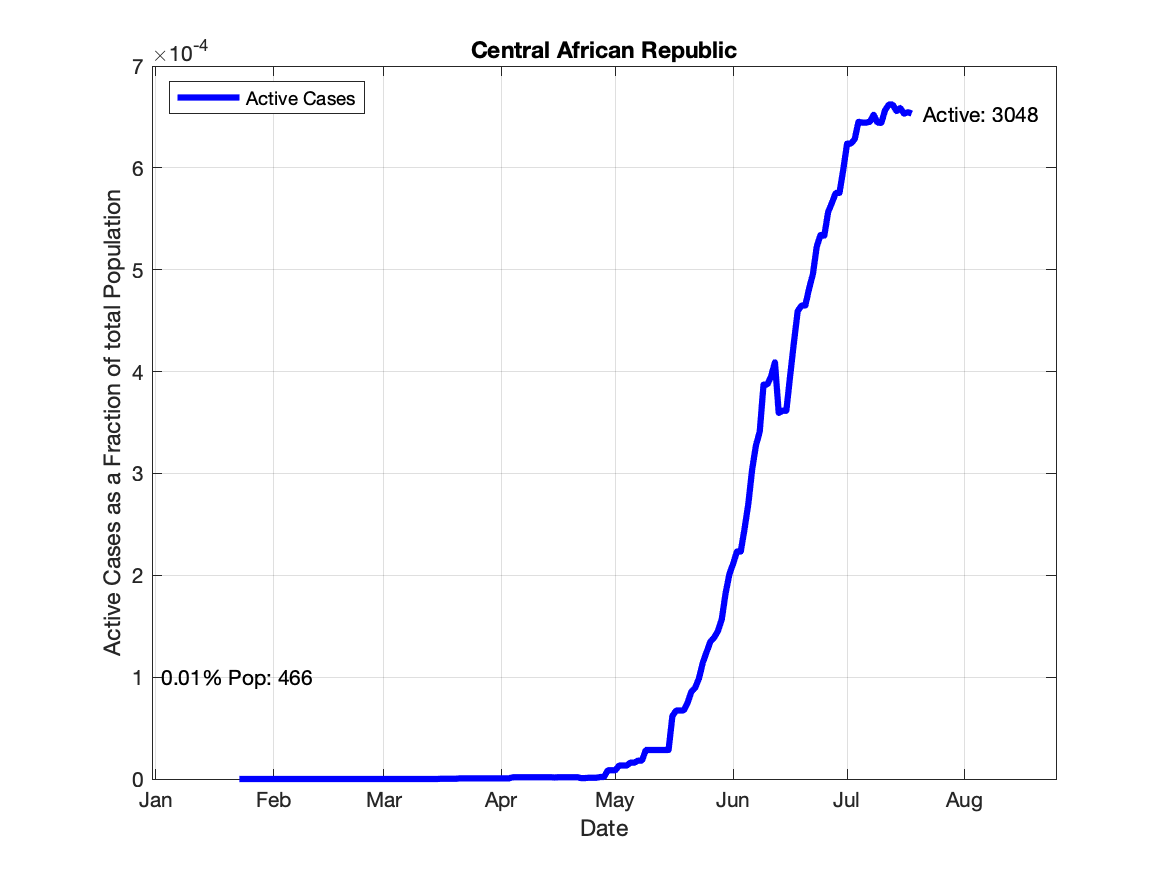 ×10⁻⁴
Central African Republic
7
Active Cases
Active: 3048
6
5
4
3
2
1
0.01% Pop: 466
0
Active Cases as a Fraction of total Population
Jan Feb Mar Apr May Jun Jul Aug
Date